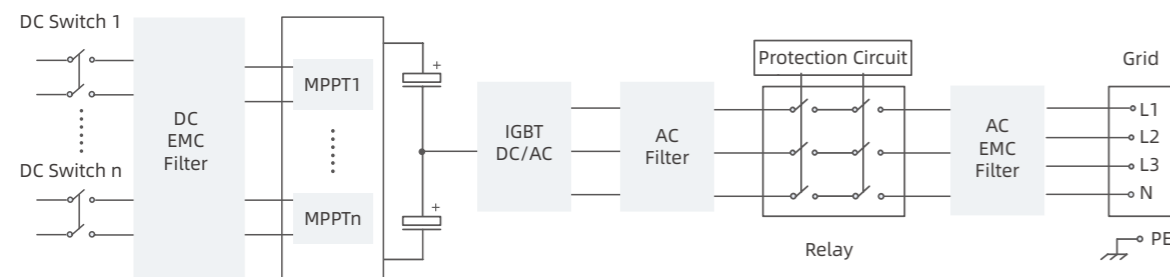 DC Switch 1
DC Switch n
DC
EMC
Filter
MPPT1
MPPTn
+
+
IGBT
DC/AC
AC
Filter
Protection Circuit
Relay
AC
EMC
Filter
Grid
L1
L2
L3
N
PE